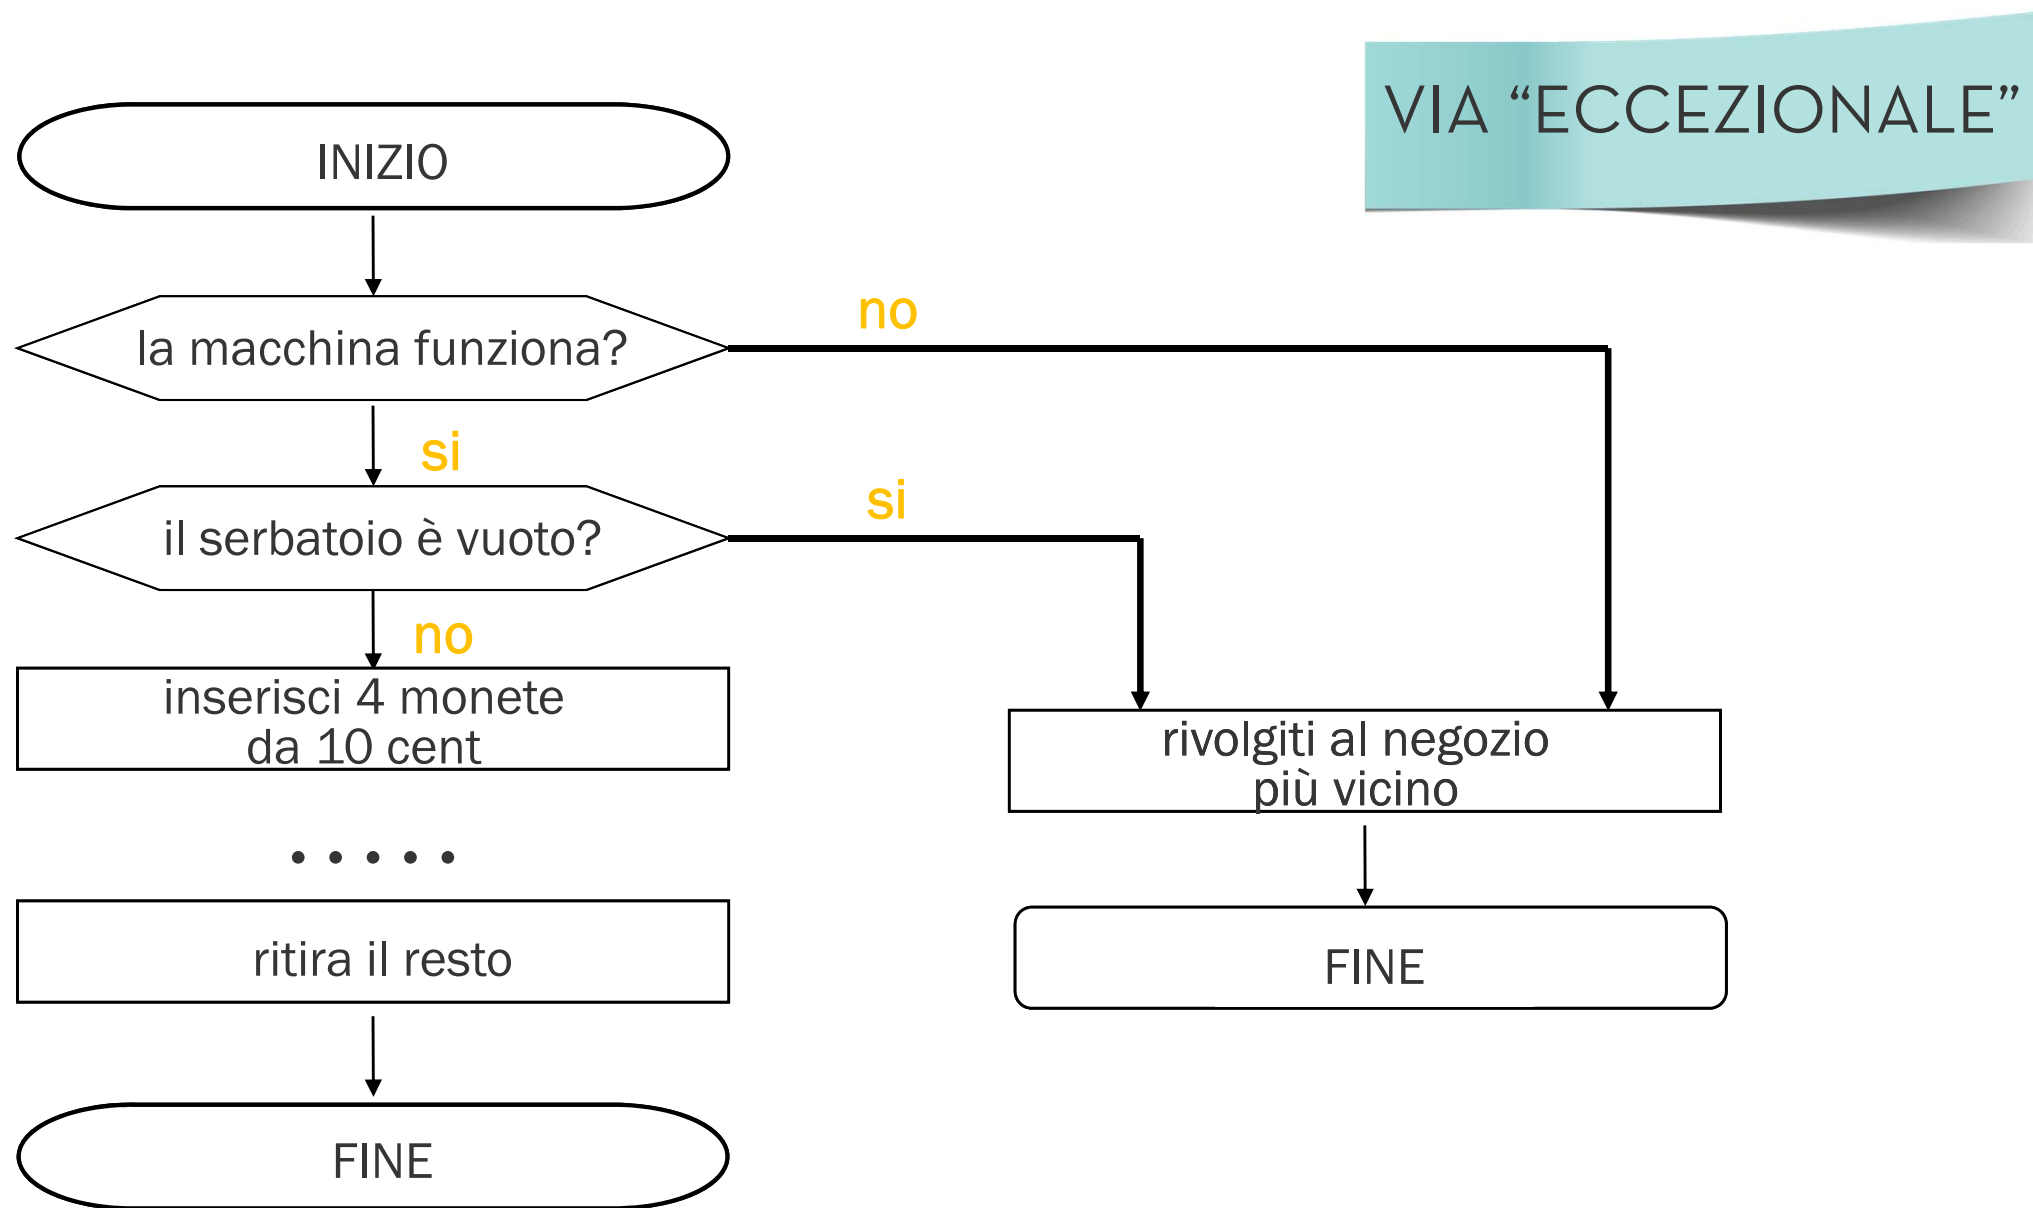 VIA “ECCEZIONALE”
INIZIO
la macchina funziona?
no
si
il serbatoio è vuoto?
si
no
inserisci 4 monete
da 10 cent
rivolgiti al negozio
più vicino
. . . . .
ritira il resto
FINE
FINE